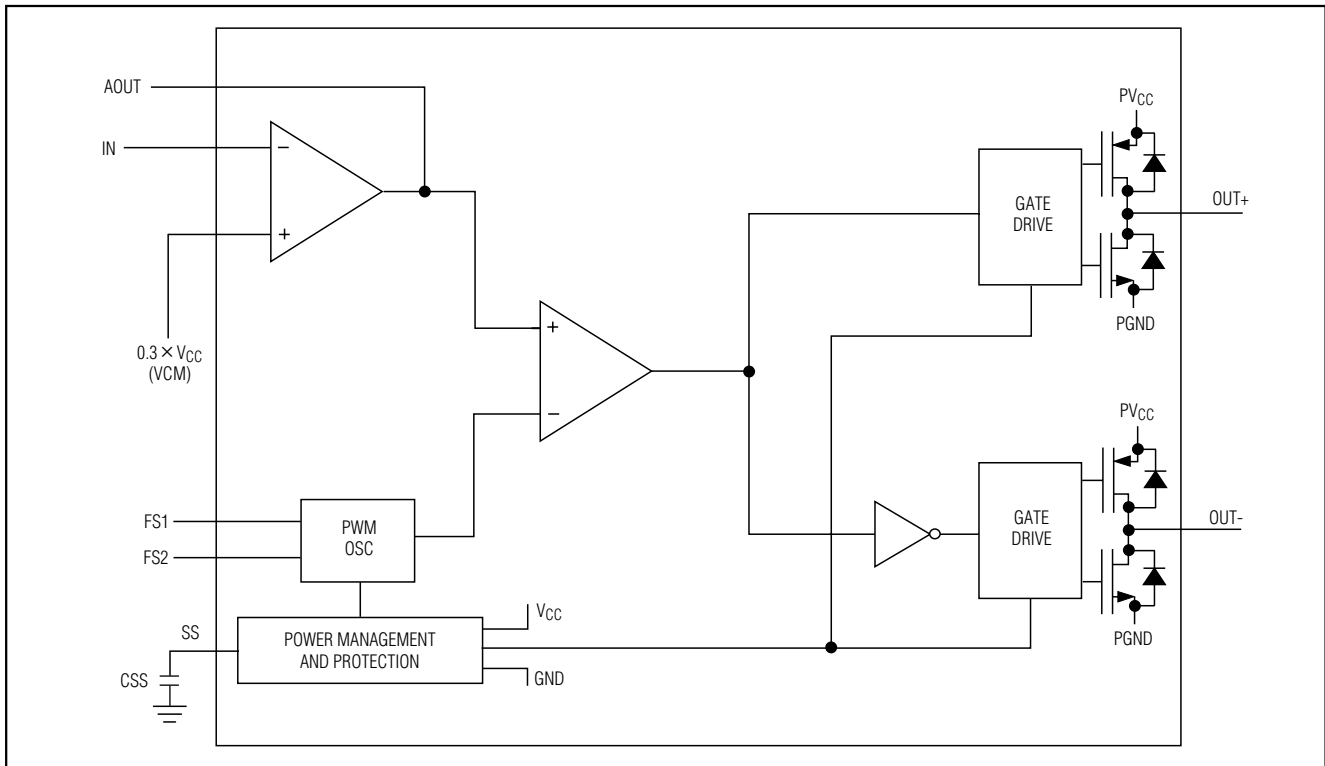 AOUT
IN
−
+
0.3 × VCC
(VCM)
+
−
FS1
FS2
PWM
OSC
SS
CSS
POWER MANAGEMENT
AND PROTECTION
VCC
GND
GATE
DRIVE
PVCC
OUT+
PGND
GATE
DRIVE
PVCC
OUT-
PGND